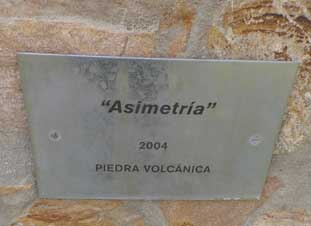 "Asimetría"
2004
PIEDRA VOLCÁNICA